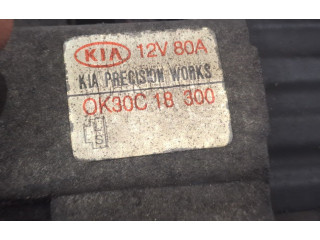 KIA 12V 80A
KIA PRECISION WORKS
OK30C 18 300